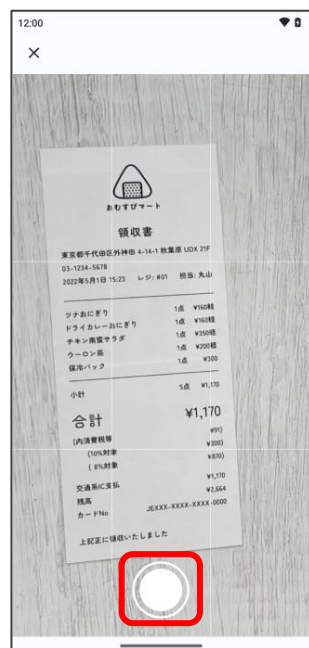 12:00
おむすびマート
領収書
東京都千代田区外神田 4-14-1 秋葉原 UDX 21F
03-1234-5678
2022年5月1日 15:23 レジ: #01 担当: 丸山
ツナおにぎり 1点 ¥160軽
ドライカレーおにぎり 1点 ¥160軽
チキン南蛮サラダ 1点 ¥350軽
ウーロン茶 1点 ¥200軽
保冷パック 1点 ¥300
小計 5点 ¥1,170
合計 ¥1,170
(内消費税等 ¥91)
(10%対象 ¥300)
( 8%対象 ¥870)
交通系IC支払 ¥1,170
残高 ¥2,664
カードNo JEXXX-XXXX-XXXX-0000
上記正に領収いたしました